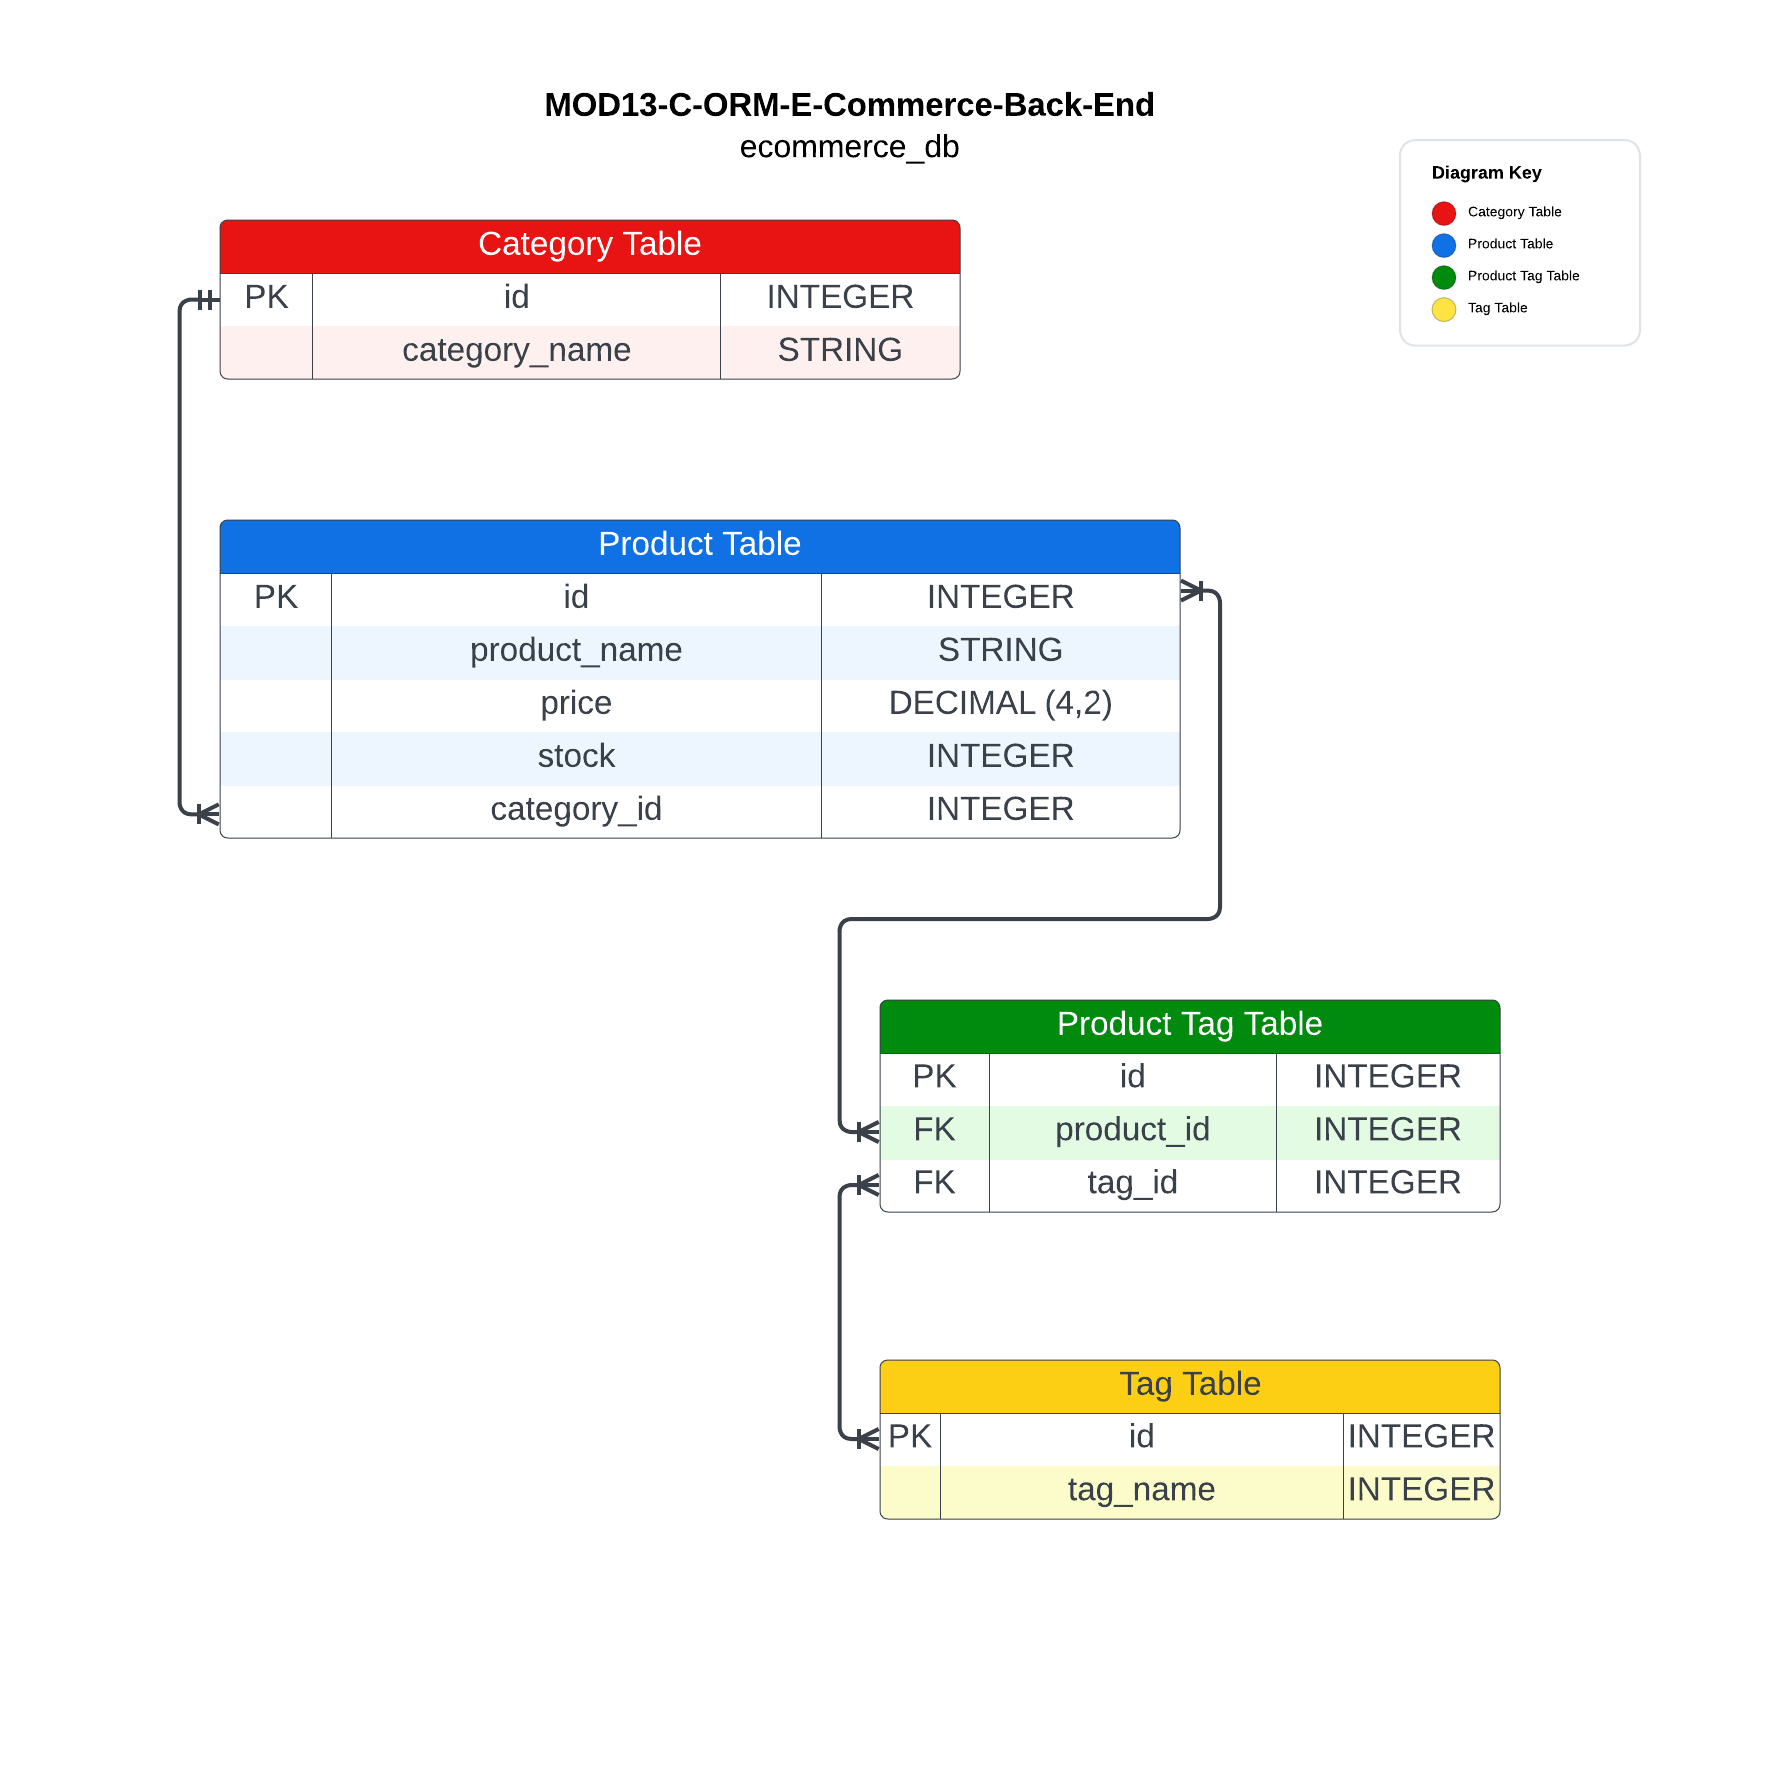 MOD13-C-ORM-E-Commerce-Back-End
ecommerce_db
Diagram Key
Category Table
Product Table
Product Tag Table
Tag Table
Category Table
PK id INTEGER
category_name STRING
Product Table
PK id INTEGER
product_name STRING
price DECIMAL (4,2)
stock INTEGER
category_id INTEGER
Product Tag Table
PK id INTEGER
FK product_id INTEGER
FK tag_id INTEGER
Tag Table
PK id INTEGER
tag_name INTEGER